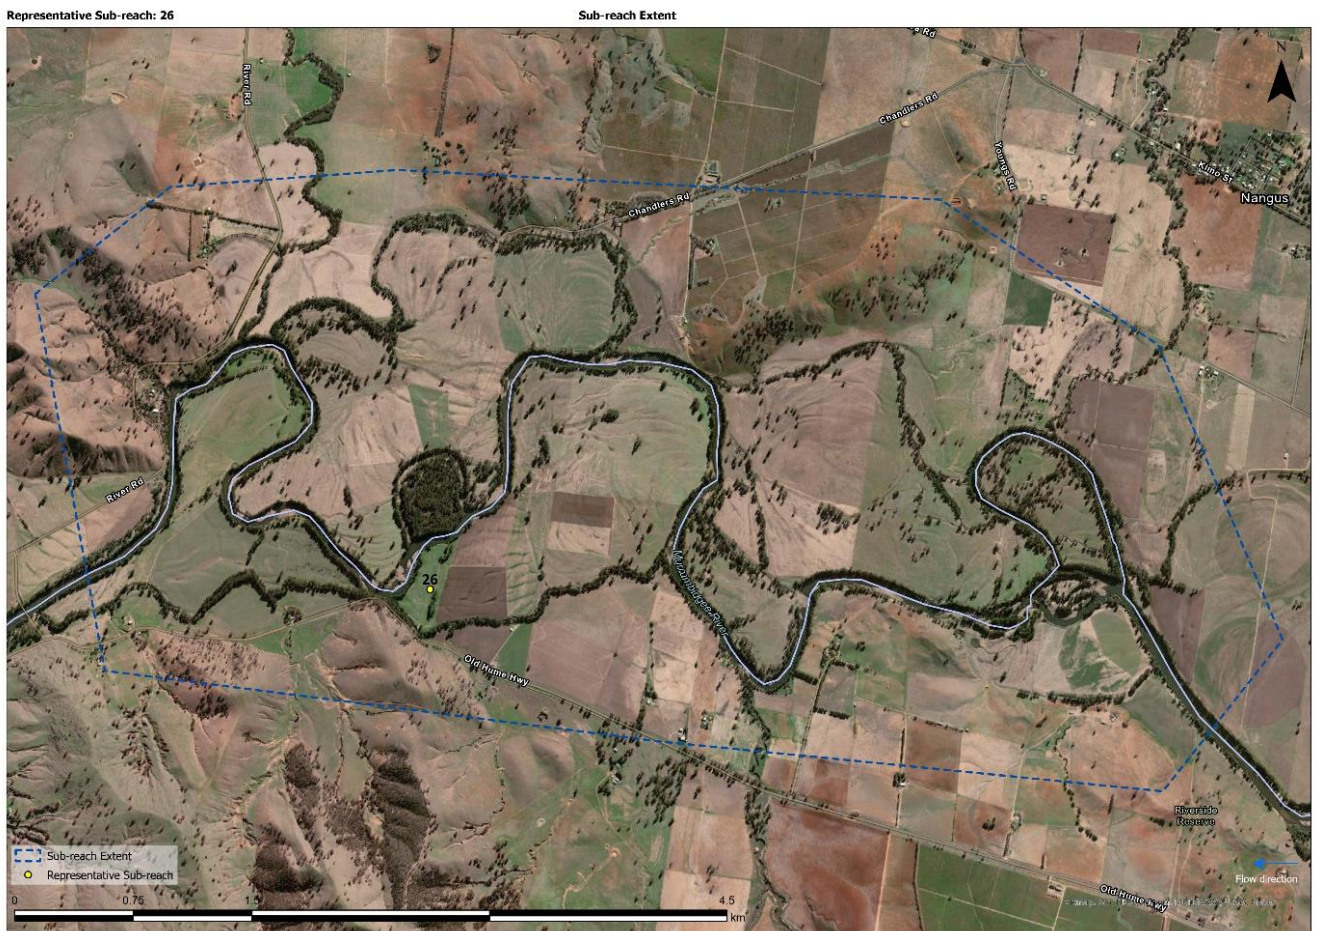 Representative Sub-reach: 26
Sub-reach Extent
Rd
River Rd
N
Chandlers Rd
Youngs Rd
Kimo St
Nangus
Chandlers Rd
River Rd
26
Murrumbidgee River
Old Hume Hwy
Riverside
Reserve
Sub-reach Extent
Representative Sub-reach
Flow direction
Old Hume Hwy
0
0.75
4.5
km